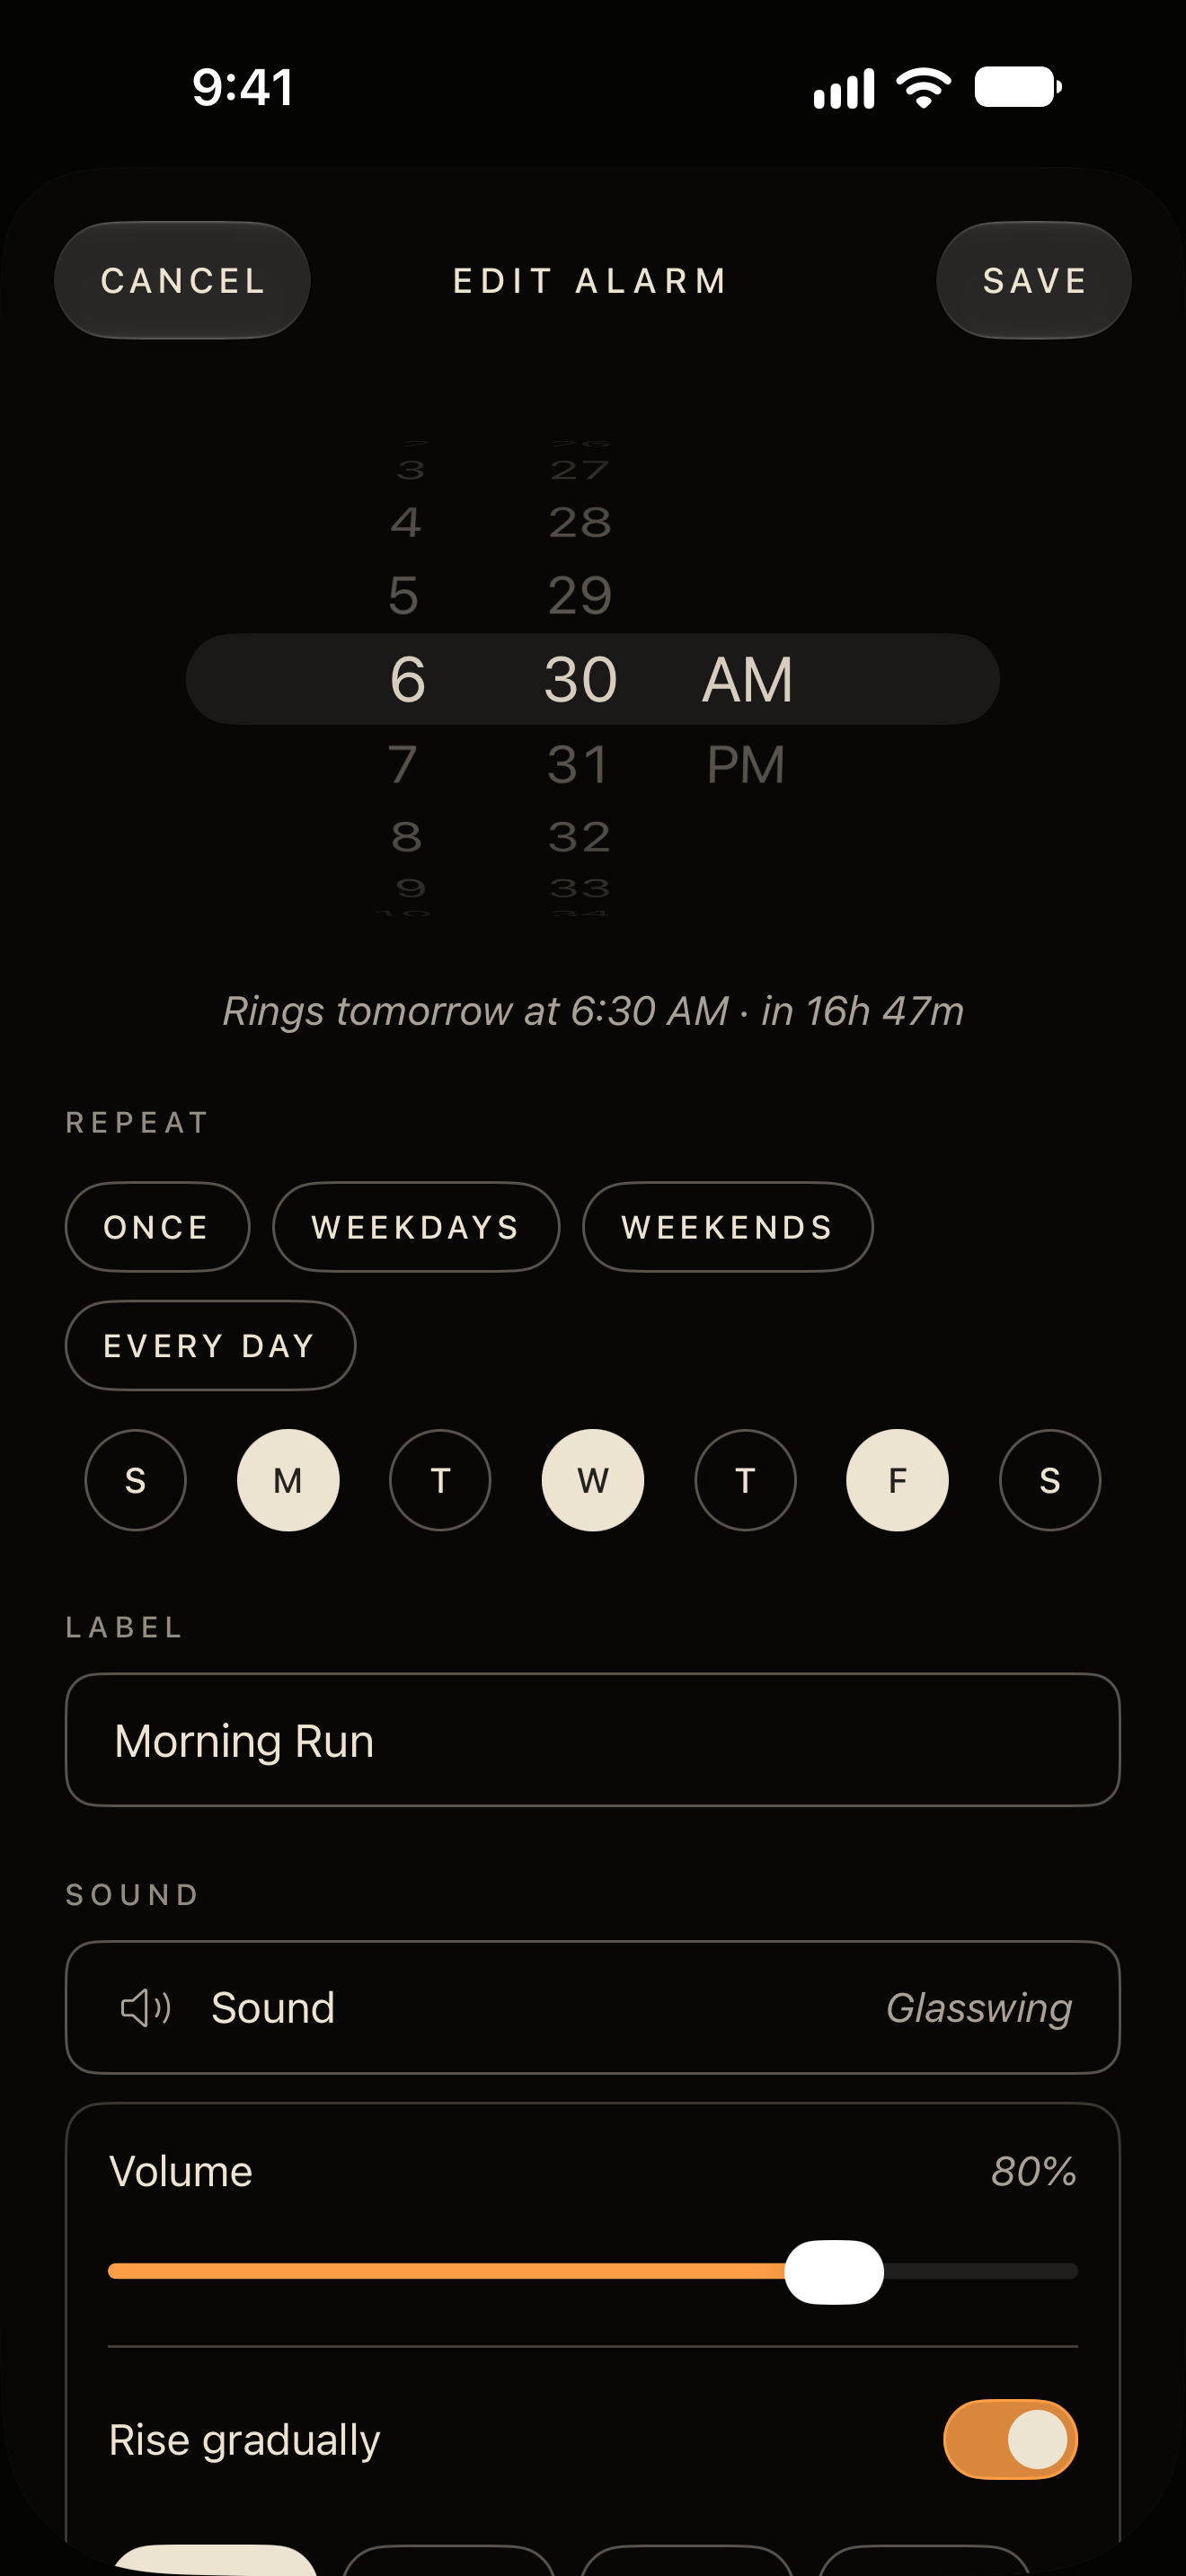 9:41
CANCEL EDIT ALARM SAVE
3 27
4 28
5 29
6 30 AM
7 31 PM
8 32
9 33
10 34
Rings tomorrow at 6:30 AM · in 16h 47m
REPEAT
ONCE WEEKDAYS WEEKENDS
EVERY DAY
S M T W T F S
LABEL
Morning Run
SOUND
Sound Glasswing
Volume 80%
Rise gradually